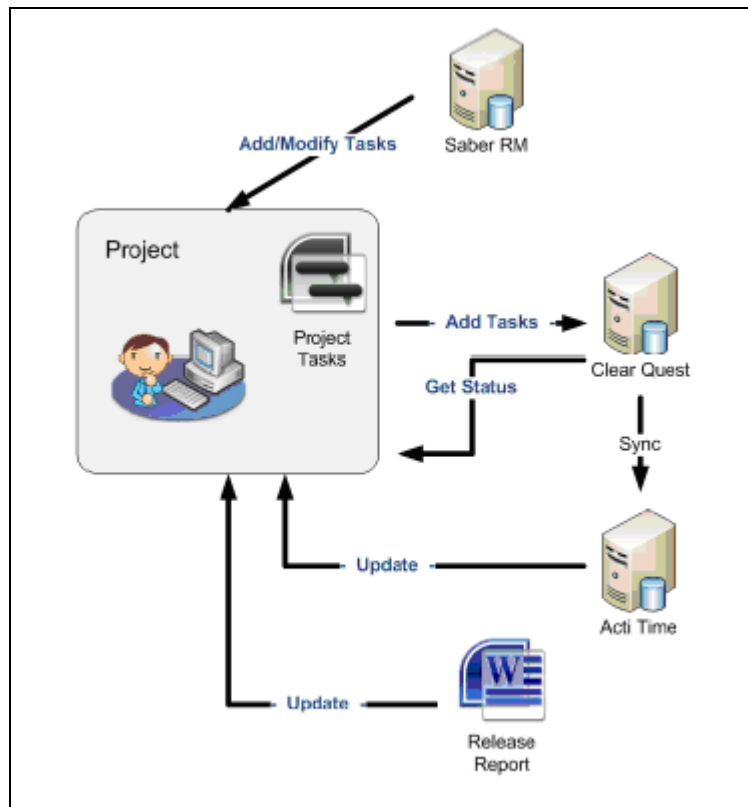 Saber RM
Add/Modify Tasks
Project
Project
Tasks
Add Tasks
Clear Quest
Get Status
Sync
Update
Acti Time
W
Update
Release
Report